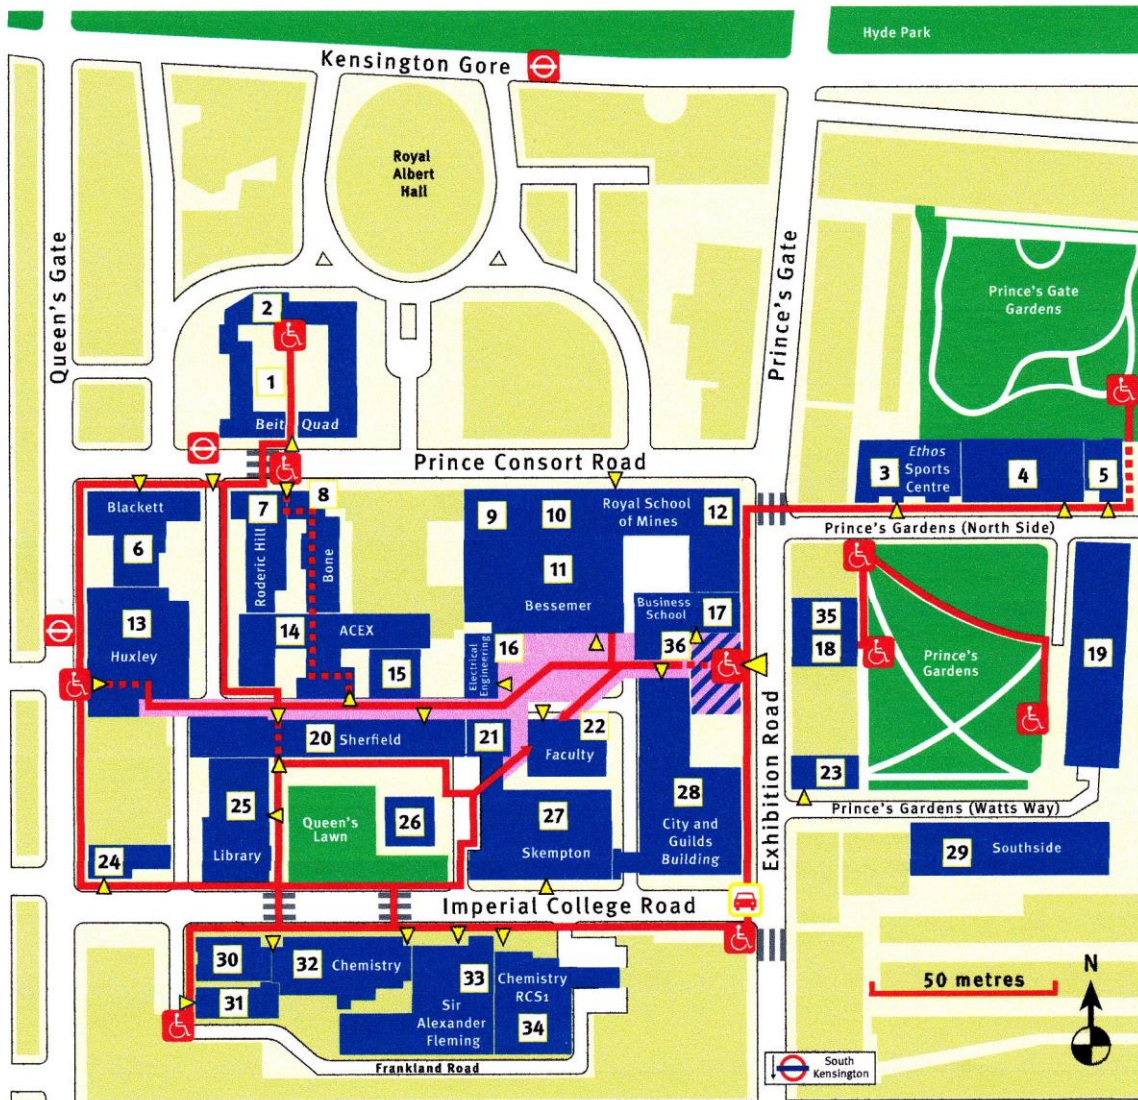 Hyde Park
Kensington Gore
Royal
Albert
Hall
Queen's Gate
Prince's Gate
Prince's Gate
Gardens
2
1
Beit Quad
Prince Consort Road
3
Ethos
Sports
Centre
4
5
Prince's Gardens (North Side)
Blackett
6
7
8
Roderic Hill
Bone
9
10
Royal School
of Mines
12
11
Bessemer
Business
School
17
13
Huxley
14
ACEX
15
Electrical
Engineering
16
36
35
18
Prince's
Gardens
19
20
Sherfield
21
22
Faculty
Exhibition Road
23
Prince's Gardens (Watts Way)
25
Library
Queen's
Lawn
26
27
Skempton
28
City and
Guilds
Building
24
29
Southside
Imperial College Road
30
31
32
Chemistry
33
Sir
Alexander
Fleming
Chemistry
RCS1
34
50 metres
N
Frankland Road
South
Kensington